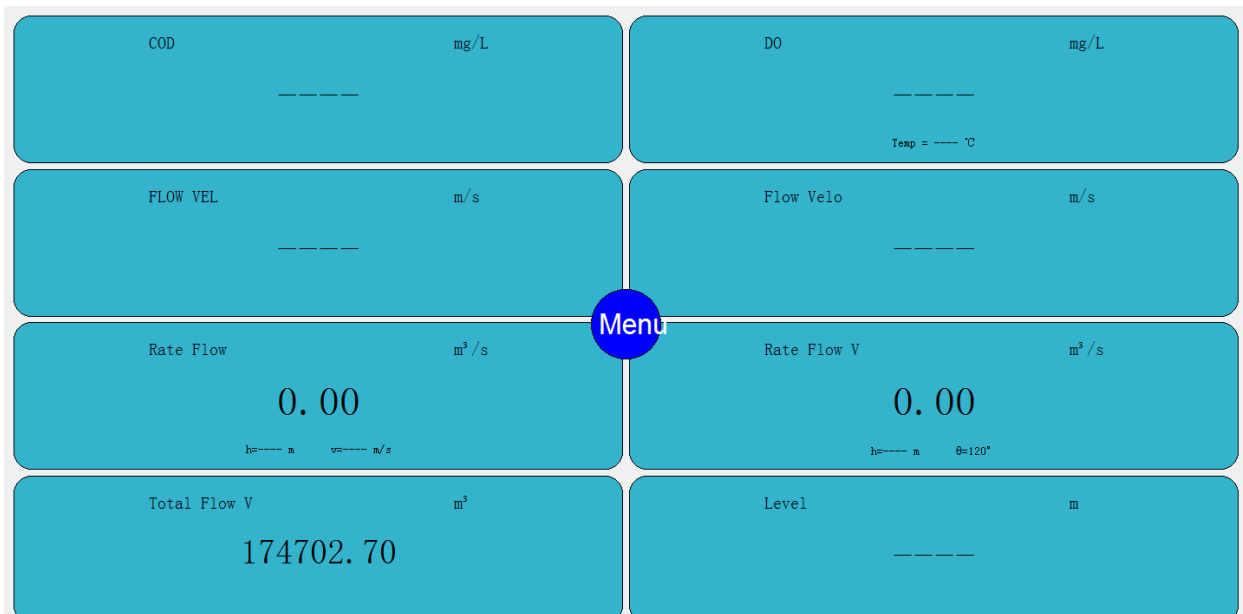 COD mg/L DO mg/L
———— ————
Temp = ---- ℃
FLOW VEL m/s Flow Velo m/s
———— ————
Menu
Rate Flow m³/s Rate Flow V m³/s
0.00 0.00
h=---- m v=---- m/s h=---- m θ=120°
Total Flow V m³ Level m
174702.70 ————